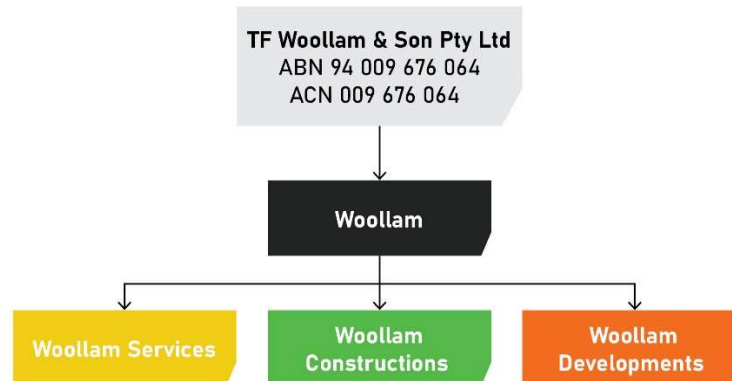 TF Woollam & Son Pty Ltd
ABN 94 009 676 064
ACN 009 676 064
Woollam
Woollam Services
Woollam
Constructions
Woollam
Developments